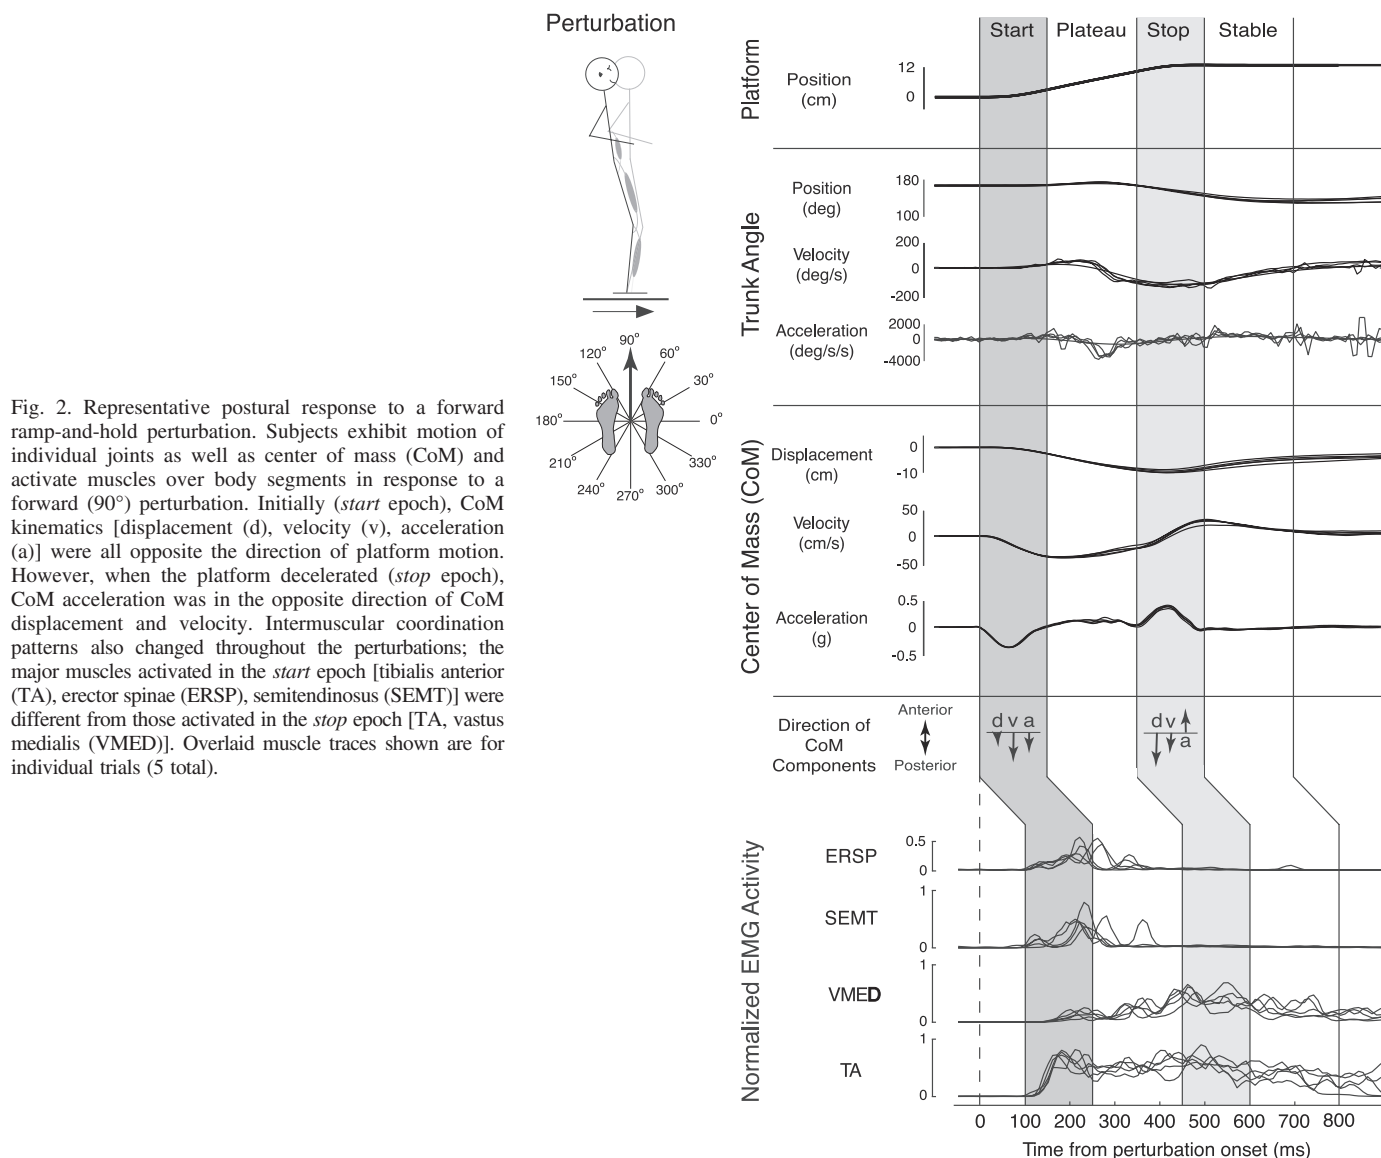 Perturbation
90°
120°
60°
150°
30°
180°
0°
210°
330°
240°
300°
270°
Fig. 2. Representative postural response to a forward
ramp-and-hold perturbation. Subjects exhibit motion of
individual joints as well as center of mass (CoM) and
activate muscles over body segments in response to a
forward (90°) perturbation. Initially (start epoch), CoM
kinematics [displacement (d), velocity (v), acceleration
(a)] were all opposite the direction of platform motion.
However, when the platform decelerated (stop epoch),
CoM acceleration was in the opposite direction of CoM
displacement and velocity. Intermuscular coordination
patterns also changed throughout the perturbations; the
major muscles activated in the start epoch [tibialis anterior
(TA), erector spinae (ERSP), semitendinosus (SEMT)] were
different from those activated in the stop epoch [TA, vastus
medialis (VMED)]. Overlaid muscle traces shown are for
individual trials (5 total).
Start Plateau Stop Stable
Platform
Position
(cm)
12
0
Trunk Angle
Position
(deg)
180
100
Velocity
(deg/s)
200
0
-200
Acceleration
(deg/s/s)
2000
0
-4000
Center of Mass (CoM)
Displacement
(cm)
0
-10
Velocity
(cm/s)
50
0
-50
Acceleration
(g)
0.5
0
-0.5
Direction of
CoM
Components
Anterior
Posterior
d v a
d v
a
Normalized EMG Activity
ERSP
0.5
0
SEMT
1
0
VMED
1
0
TA
1
0
0 100 200 300 400 500 600 700 800
Time from perturbation onset (ms)